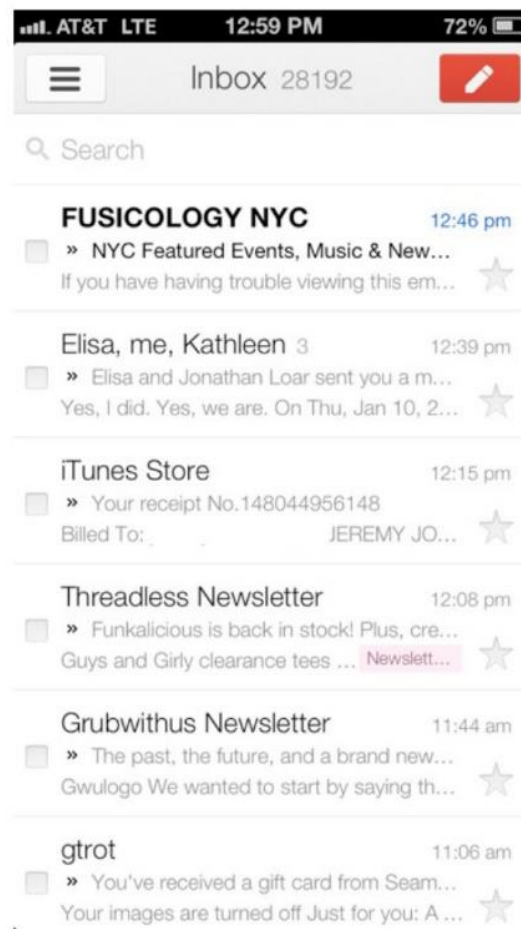 AT&T LTE 12:59 PM 72%
Inbox 28192
Search
FUSICOLOGY NYC 12:46 pm
» NYC Featured Events, Music & New...
If you have having trouble viewing this em...
Elisa, me, Kathleen 3 12:39 pm
» Elisa and Jonathan Loar sent you a m...
Yes, I did. Yes, we are. On Thu, Jan 10, 2...
iTunes Store 12:15 pm
» Your receipt No.148044956148
Billed To: JEREMY JO...
Threadless Newsletter 12:08 pm
» Funkalicious is back in stock! Plus, cre...
Guys and Girly clearance tees ... Newslett...
Grubwithus Newsletter 11:44 am
» The past, the future, and a brand new...
Gwulogo We wanted to start by saying th...
gtrot 11:06 am
» You've received a gift card from Seam...
Your images are turned off Just for you: A ...